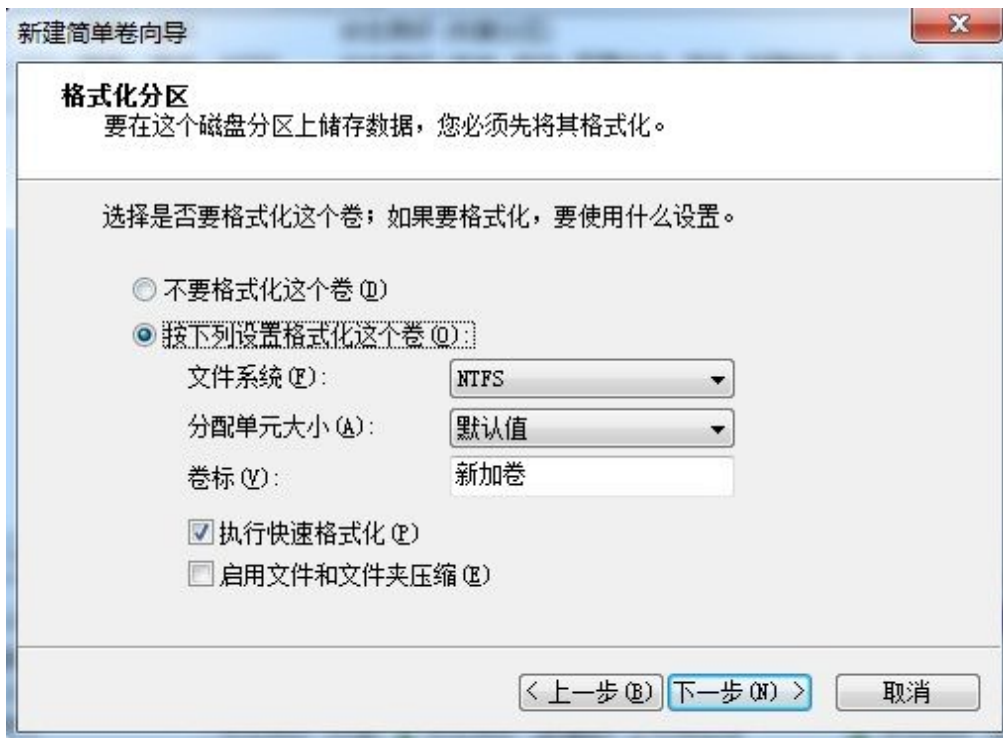 新建简单卷向导
格式化分区
要在这个磁盘分区上储存数据，您必须先将其格式化。
选择是否要格式化这个卷；如果要格式化，要使用什么设置。
不要格式化这个卷(D)
按下列设置格式化这个卷(O):
文件系统(F): NTFS
分配单元大小(A): 默认值
卷标(V): 新加卷
执行快速格式化(P)
启用文件和文件夹压缩(E)
< 上一步(B) 下一步(N) > 取消